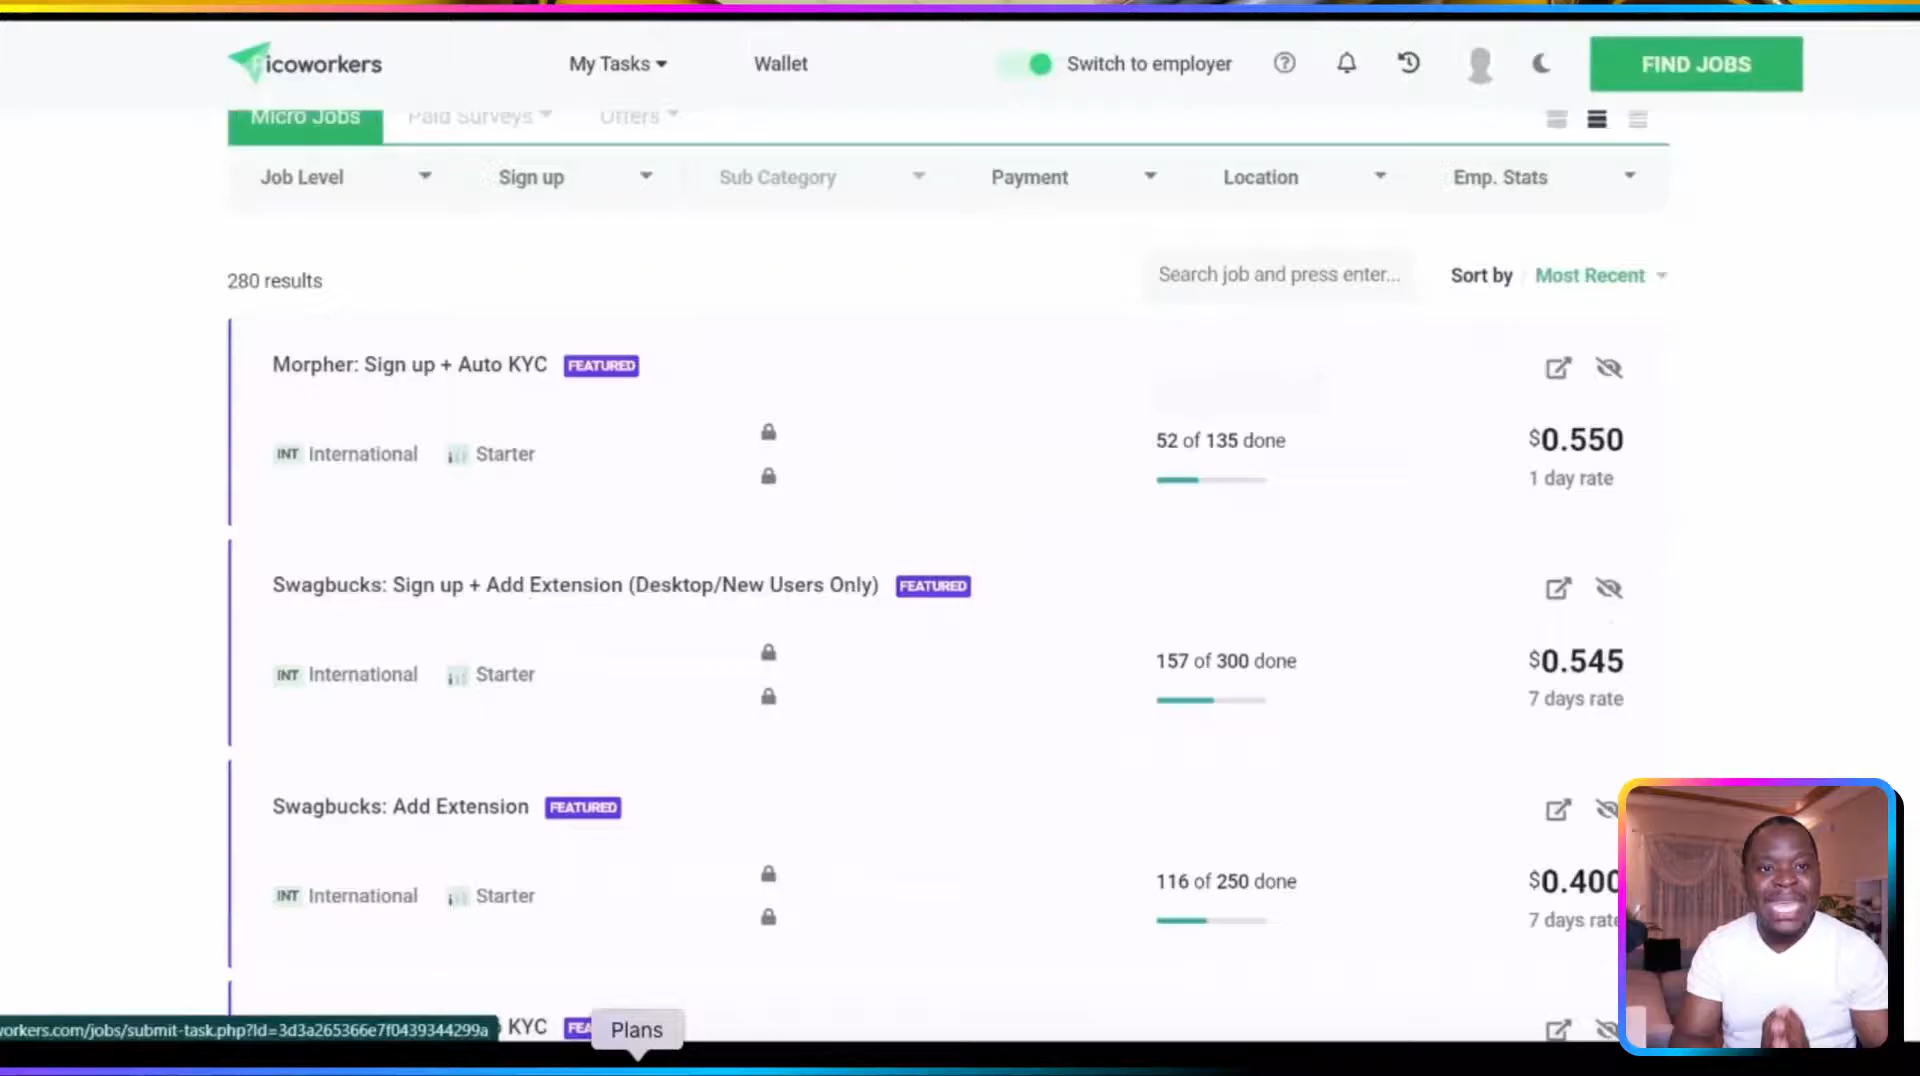 Picoworkers
My Tasks
Wallet
Switch to employer
FIND JOBS
Micro Jobs
Paid Surveys
Offers
Job Level
Sign up
Sub Category
Payment
Location
Emp. Stats
280 results
Search job and press enter...
Sort by
Most Recent
Morpher: Sign up + Auto KYC FEATURED
INT International
Starter
52 of 135 done
$0.550
1 day rate
Swagbucks: Sign up + Add Extension (Desktop/New Users Only) FEATURED
INT International
Starter
157 of 300 done
$0.545
7 days rate
Swagbucks: Add Extension FEATURED
INT International
Starter
116 of 250 done
$0.400
7 days rate
workers.com/jobs/submit-task.php?Id=3d3a265366e7f0439344299a
KYC
FEA
Plans